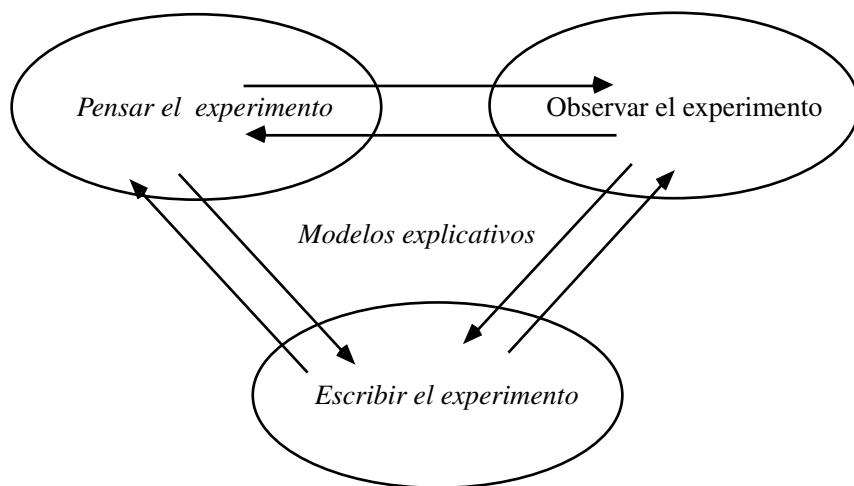 Pensar el experimento
Observar el experimento
Modelos explicativos
Escribir el experimento